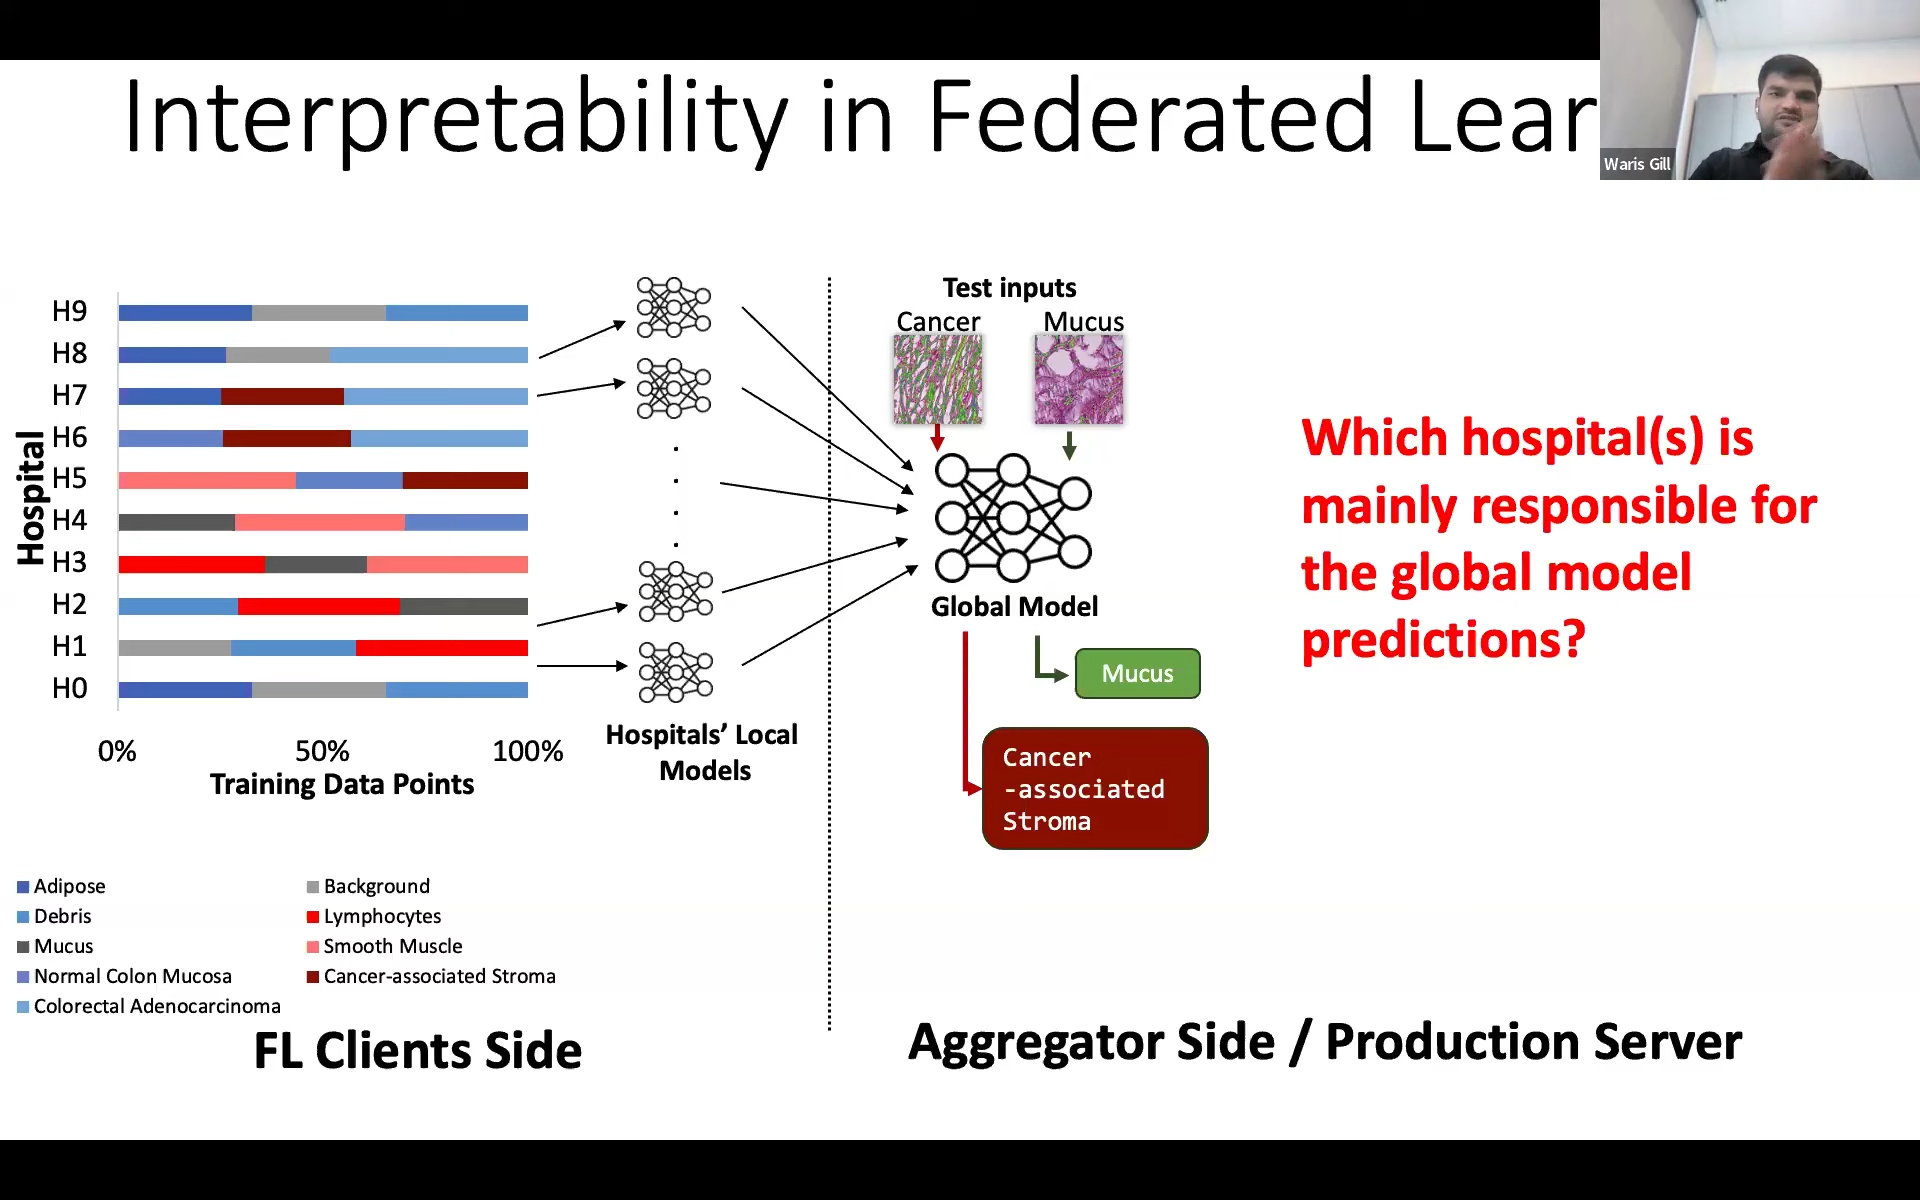 Interpretability in Federated Lear
Waris Gill
Hospital
H9
H8
H7
H6
H5
H4
H3
H2
H1
H0
0% 50% 100%
Training Data Points
Hospitals’ Local
Models
Test inputs
Cancer Mucus
Global Model
Mucus
Cancer
-associated
Stroma
Which hospital(s) is
mainly responsible for
the global model
predictions?
Adipose Background
Debris Lymphocytes
Mucus Smooth Muscle
Normal Colon Mucosa Cancer-associated Stroma
Colorectal Adenocarcinoma
FL Clients Side
Aggregator Side / Production Server